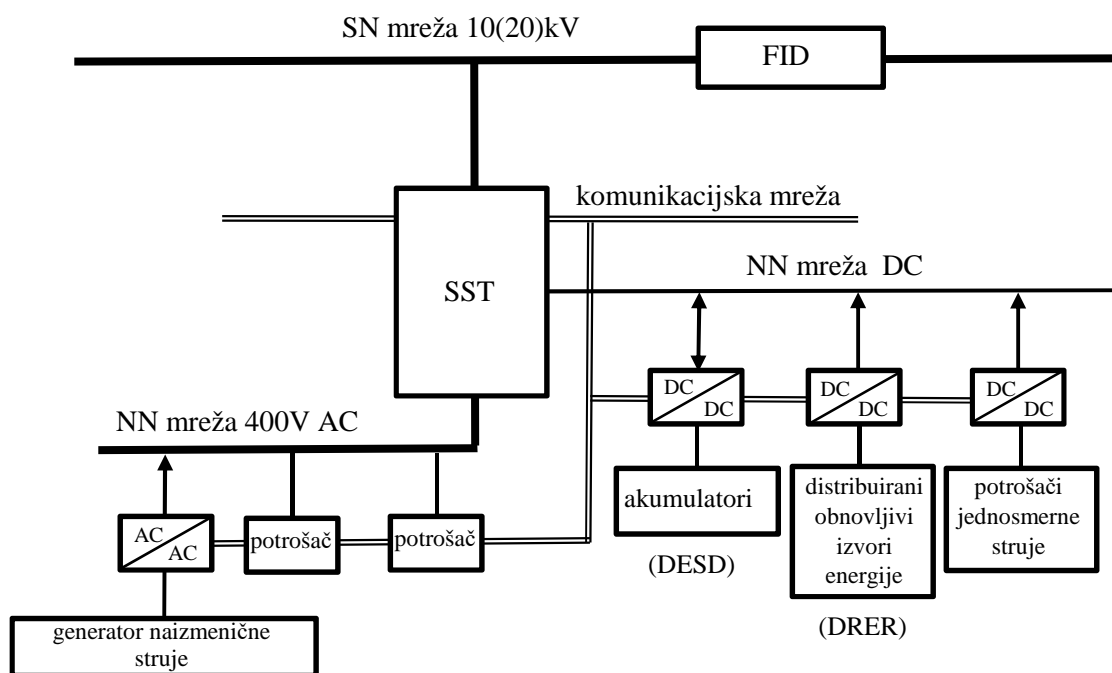 SN mreža 10(20)kV
FID
komunikacijska mreža
SST
NN mreža  DC
DC
DC
DC
DC
DC
DC
NN mreža 400V AC
akumulatori
(DESD)
distribuirani
obnovljivi
izvori
energije
(DRER)
potrošači
jednosmerne
struje
AC
AC
potrošač
potrošač
generator naizmenične
struje